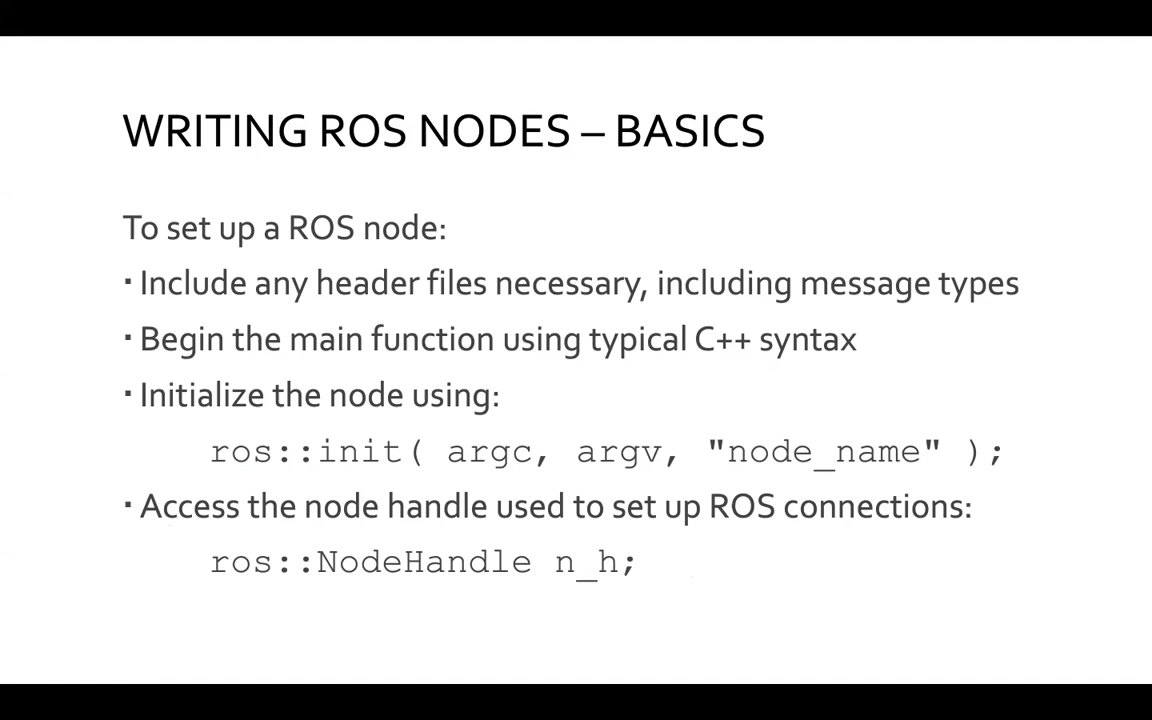 WRITING ROS NODES – BASICS
To set up a ROS node:
▪ Include any header files necessary, including message types
▪ Begin the main function using typical C++ syntax
▪ Initialize the node using:
ros::init( argc, argv, "node_name" );
▪ Access the node handle used to set up ROS connections:
ros::NodeHandle n_h;